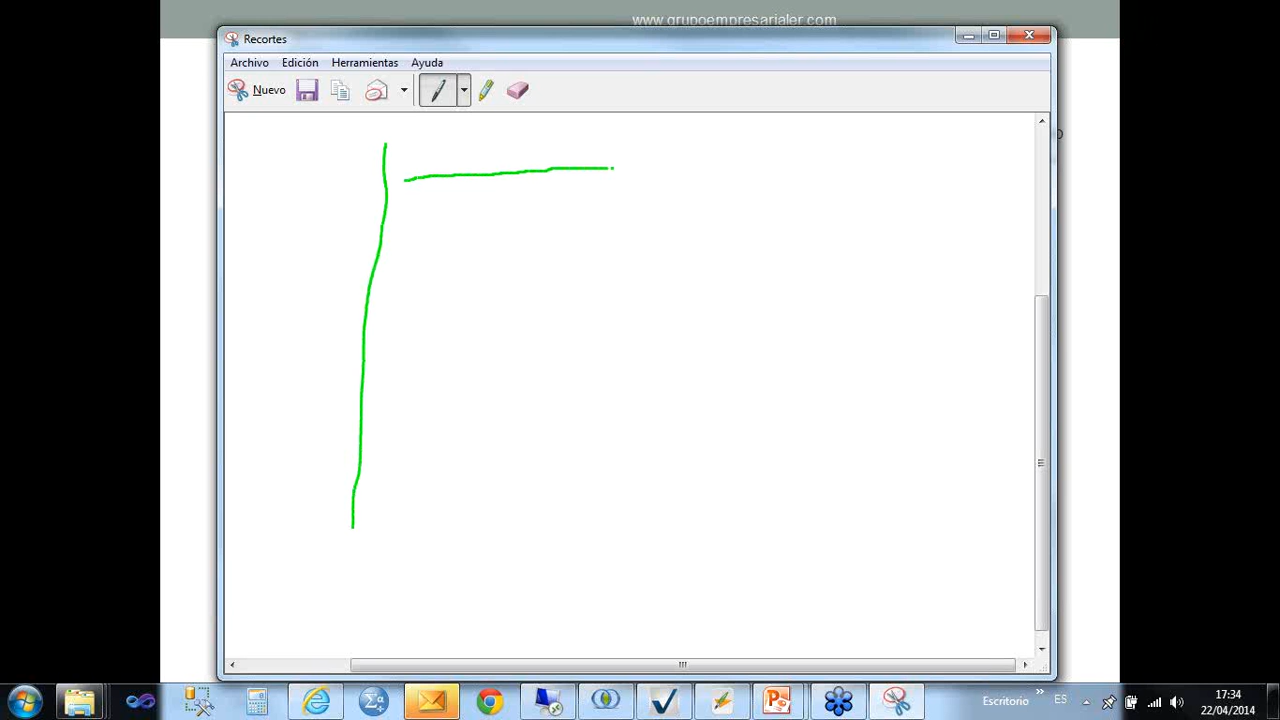 www.grupoempresarialer.com
Recortes
Archivo Edición Herramientas Ayuda
Nuevo
Escritorio » ES 17:34
22/04/2014